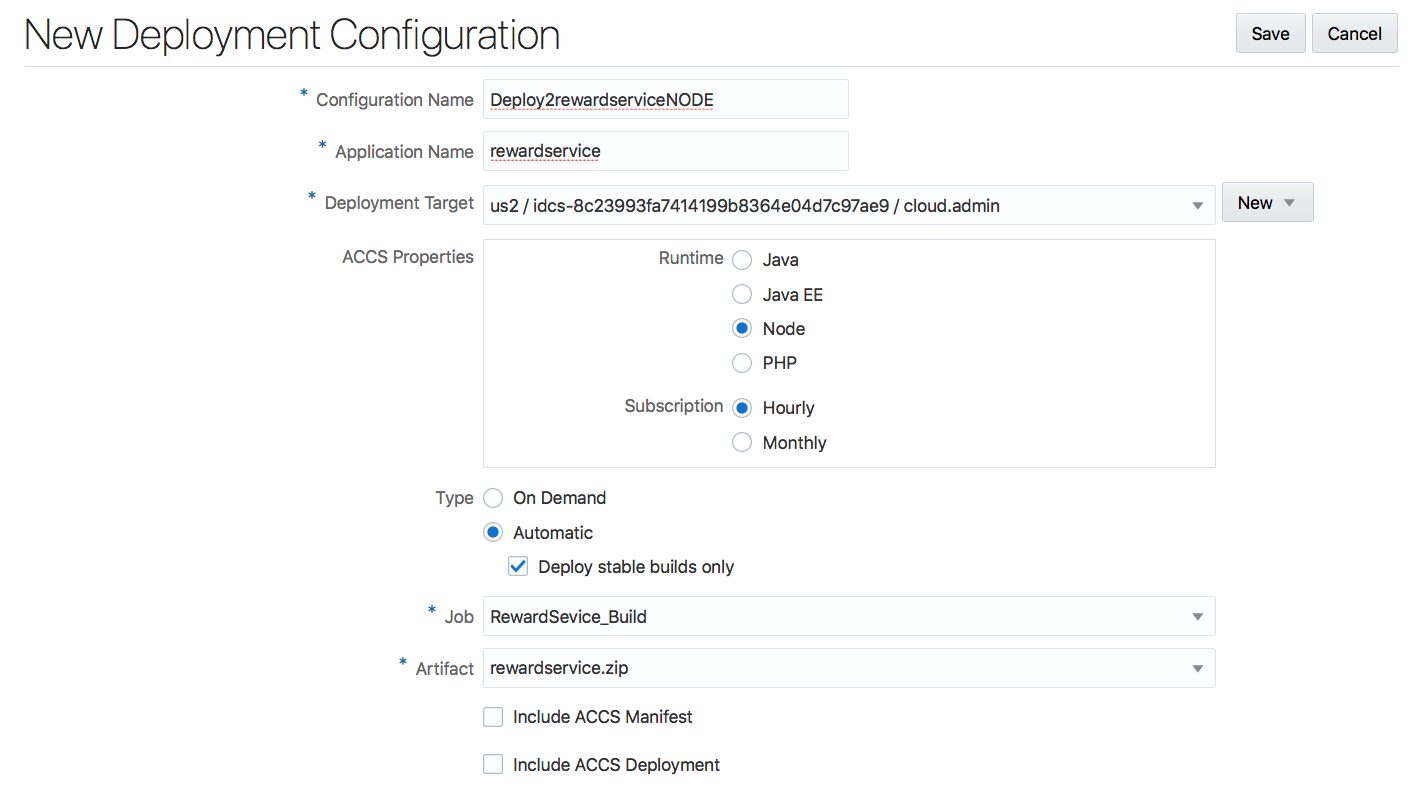 New Deployment Configuration
Save Cancel
* Configuration Name Deploy2rewardserviceNODE
* Application Name rewardservice
* Deployment Target us2 / idcs-8c23993fa7414199b8364e04d7c97ae9 / cloud.admin New
ACCS Properties Runtime Java
Java EE
Node
PHP
Subscription Hourly
Monthly
Type On Demand
Automatic
Deploy stable builds only
* Job RewardSevice_Build
* Artifact rewardservice.zip
Include ACCS Manifest
Include ACCS Deployment